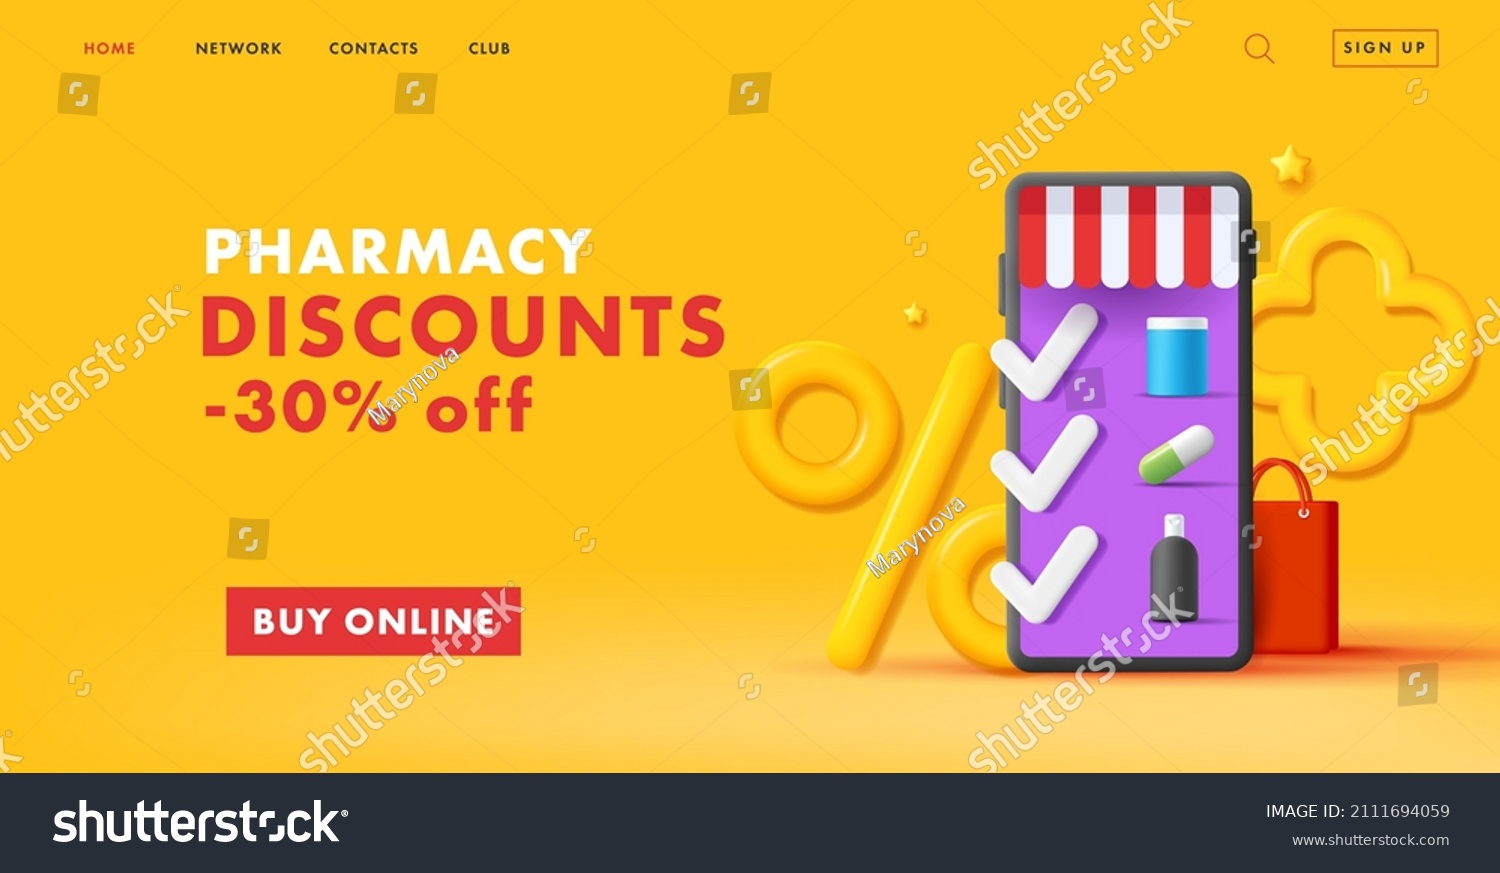 HOME NETWORK CONTACTS CLUB SIGN UP
PHARMACY
DISCOUNTS
-30% off
BUY ONLINE
shutterstock
shutterstock
shutterstock
shutterstock
shutterstock
shutterstock
Marynova
Marynova
shutterstock®
IMAGE ID: 2111694059
www.shutterstock.com